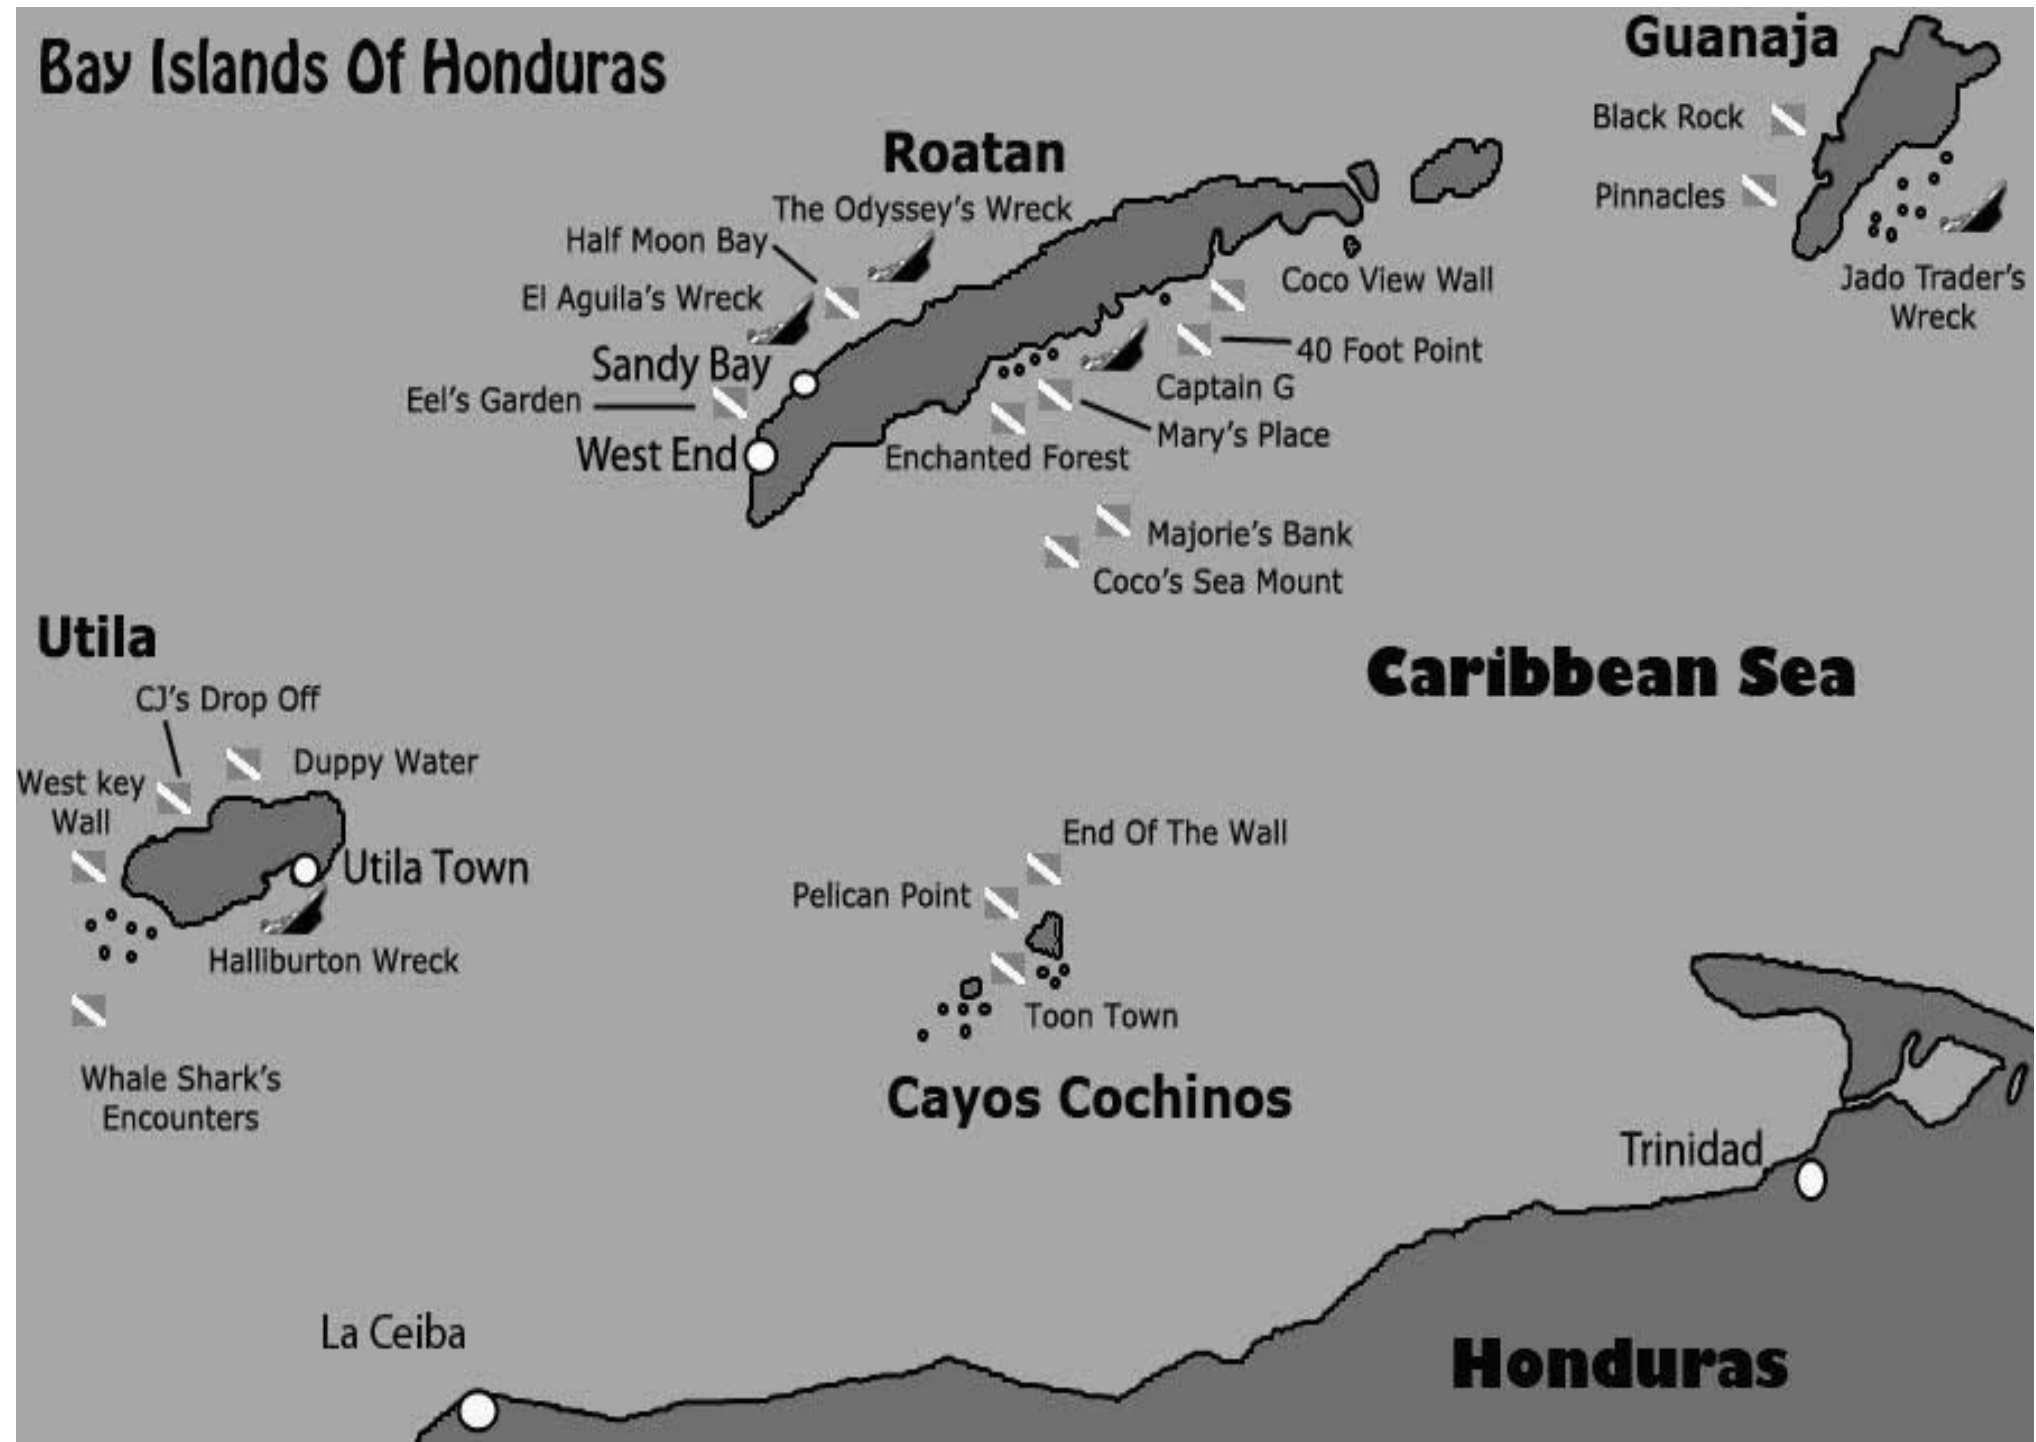 Bay Islands Of Honduras
Guanaja
Black Rock
Pinnacles
Jado Trader's
Wreck
Roatan
The Odyssey's Wreck
Half Moon Bay
El Aguila's Wreck
Sandy Bay
Eel's Garden
West End
Coco View Wall
40 Foot Point
Captain G
Mary's Place
Enchanted Forest
Majorie's Bank
Coco's Sea Mount
Utila
CJ's Drop Off
Duppy Water
West key
Wall
Utila Town
Halliburton Wreck
Whale Shark's
Encounters
Caribbean Sea
End Of The Wall
Pelican Point
Toon Town
Cayos Cochinos
Trinidad
La Ceiba
Honduras